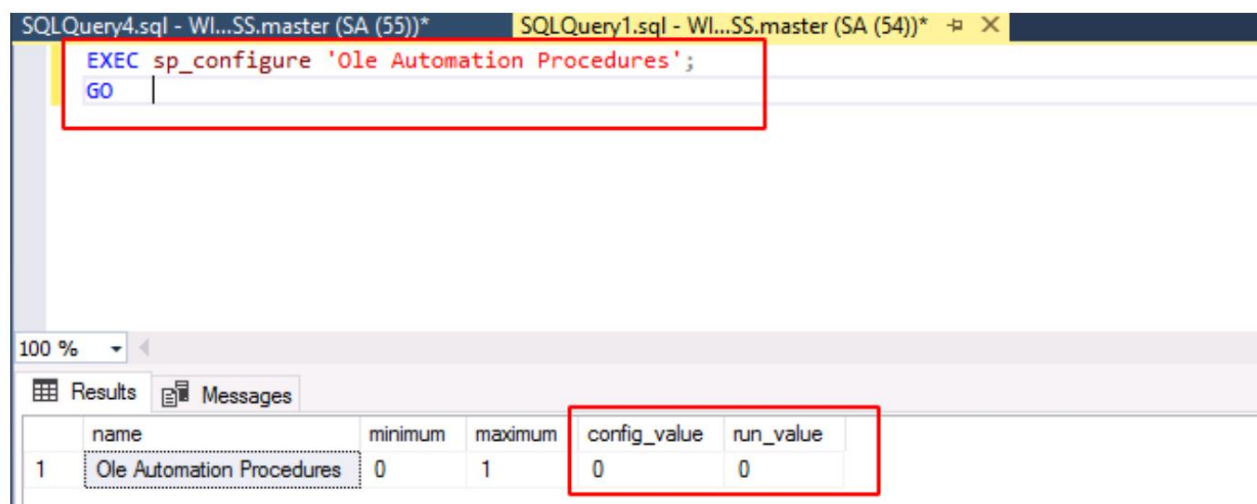 SQLQuery4.sql - WI...SS.master (SA (55))* SQLQuery1.sql - WI...SS.master (SA (54))*
EXEC sp_configure 'Ole Automation Procedures';
GO
100 %
Results Messages
name minimum maximum config_value run_value
1 Ole Automation Procedures 0 1 0 0